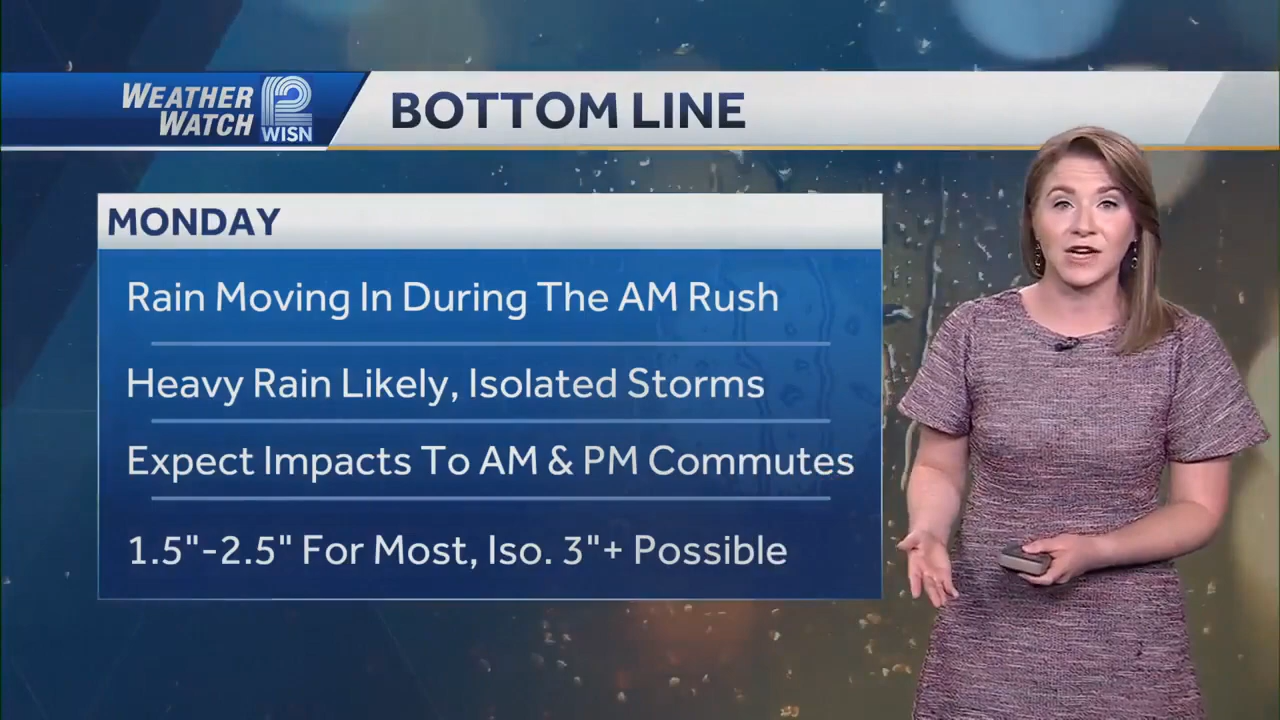 WEATHER
WATCH
12
WISN
BOTTOM LINE
MONDAY
Rain Moving In During The AM Rush
Heavy Rain Likely, Isolated Storms
Expect Impacts To AM & PM Commutes
1.5"-2.5" For Most, Iso. 3"+ Possible